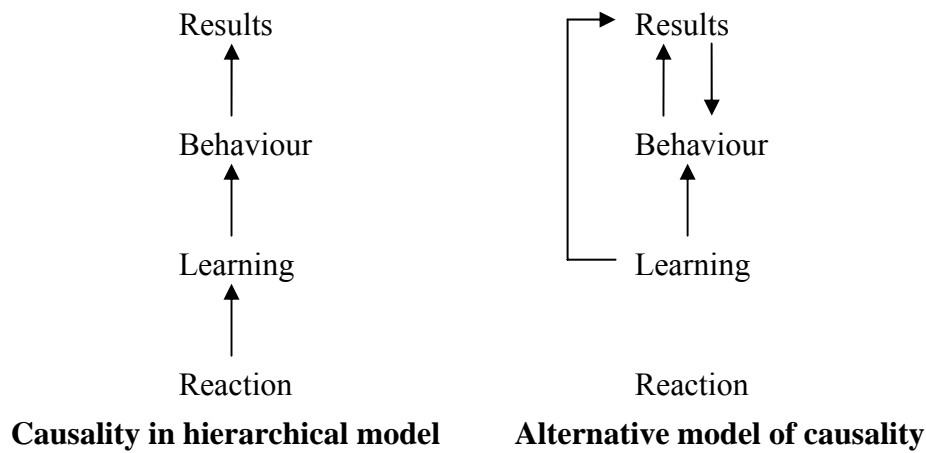 Results Results
Behaviour Behaviour
Learning Learning
Reaction Reaction
Causality in hierarchical model Alternative model of causality